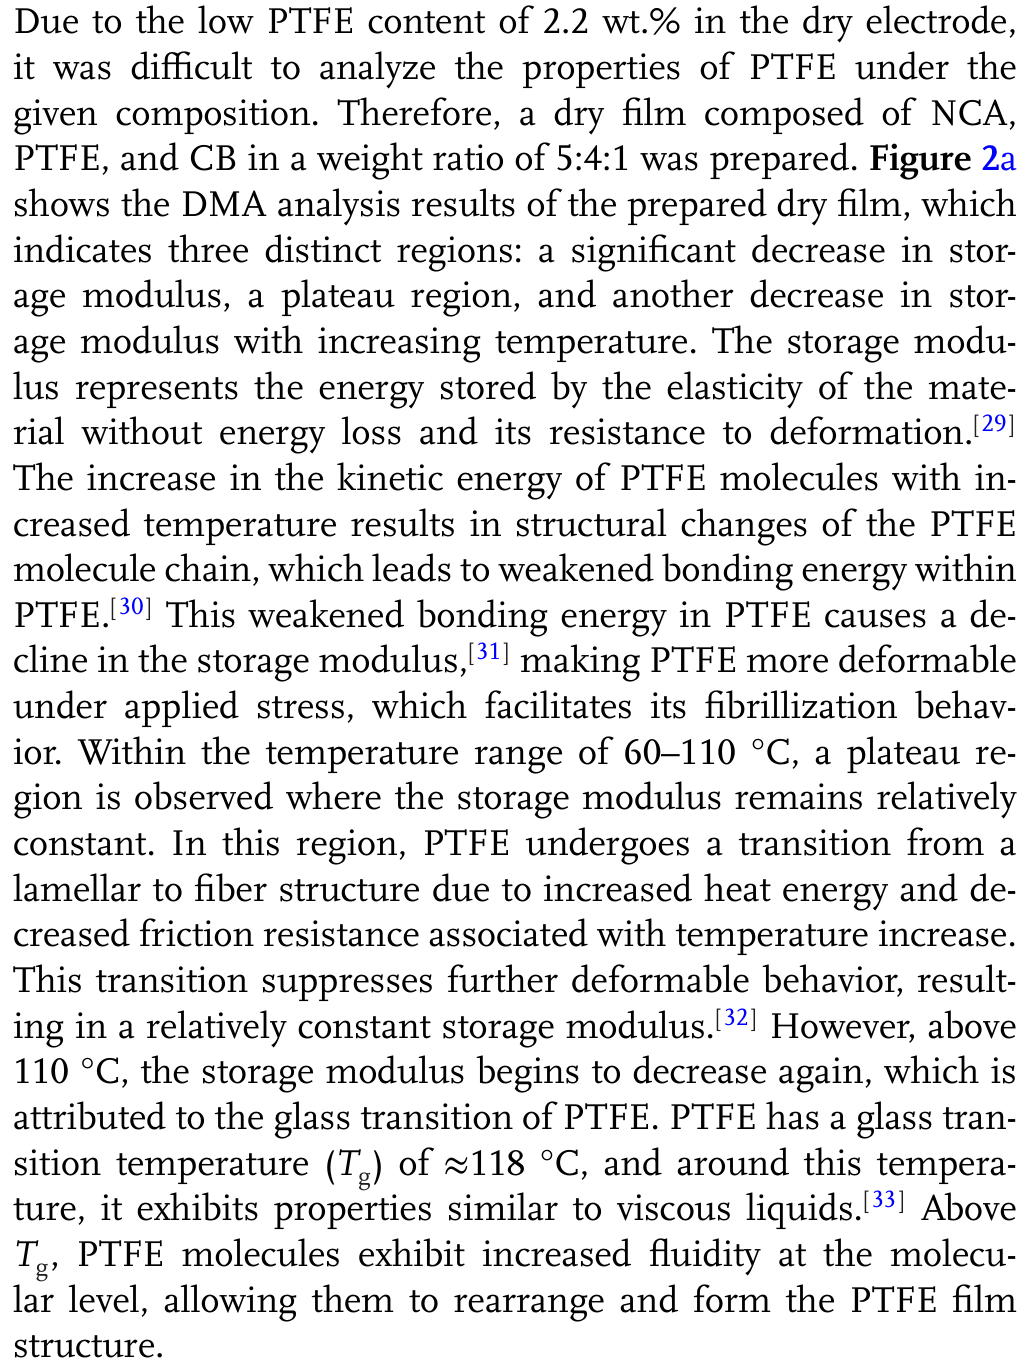 Due to the low PTFE content of 2.2 wt.% in the dry electrode,
it was difficult to analyze the properties of PTFE under the
given composition. Therefore, a dry film composed of NCA,
PTFE, and CB in a weight ratio of 5:4:1 was prepared. Figure 2a
shows the DMA analysis results of the prepared dry film, which
indicates three distinct regions: a significant decrease in stor-
age modulus, a plateau region, and another decrease in stor-
age modulus with increasing temperature. The storage modu-
lus represents the energy stored by the elasticity of the mate-
rial without energy loss and its resistance to deformation.[29]
The increase in the kinetic energy of PTFE molecules with in-
creased temperature results in structural changes of the PTFE
molecule chain, which leads to weakened bonding energy within
PTFE.[30] This weakened bonding energy in PTFE causes a de-
cline in the storage modulus,[31] making PTFE more deformable
under applied stress, which facilitates its fibrillization behav-
ior. Within the temperature range of 60–110 °C, a plateau re-
gion is observed where the storage modulus remains relatively
constant. In this region, PTFE undergoes a transition from a
lamellar to fiber structure due to increased heat energy and de-
creased friction resistance associated with temperature increase.
This transition suppresses further deformable behavior, result-
ing in a relatively constant storage modulus.[32] However, above
110 °C, the storage modulus begins to decrease again, which is
attributed to the glass transition of PTFE. PTFE has a glass tran-
sition temperature (Tg) of ≈118 °C, and around this tempera-
ture, it exhibits properties similar to viscous liquids.[33] Above
Tg, PTFE molecules exhibit increased fluidity at the molecu-
lar level, allowing them to rearrange and form the PTFE film
structure.